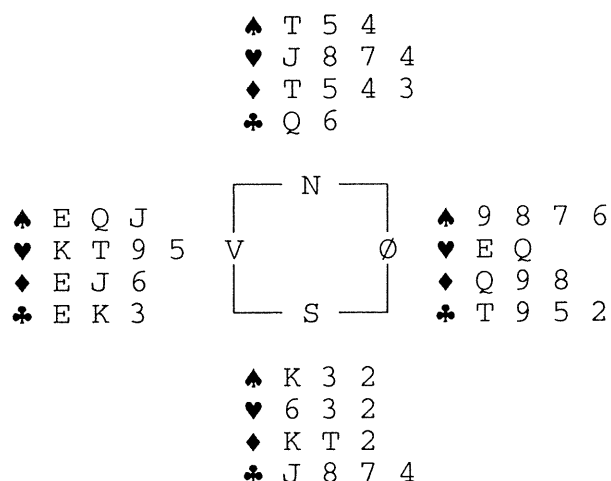 ♠ T 5 4
♥ J 8 7 4
♦ T 5 4 3
♣ Q 6
N
♠ E Q J
♥ K T 9 5
♦ E J 6
♣ E K 3
V
Ø
♠ 9 8 7 6
♥ E Q
♦ Q 9 8
♣ T 9 5 2
S
♠ K 3 2
♥ 6 3 2
♦ K T 2
♣ J 8 7 4